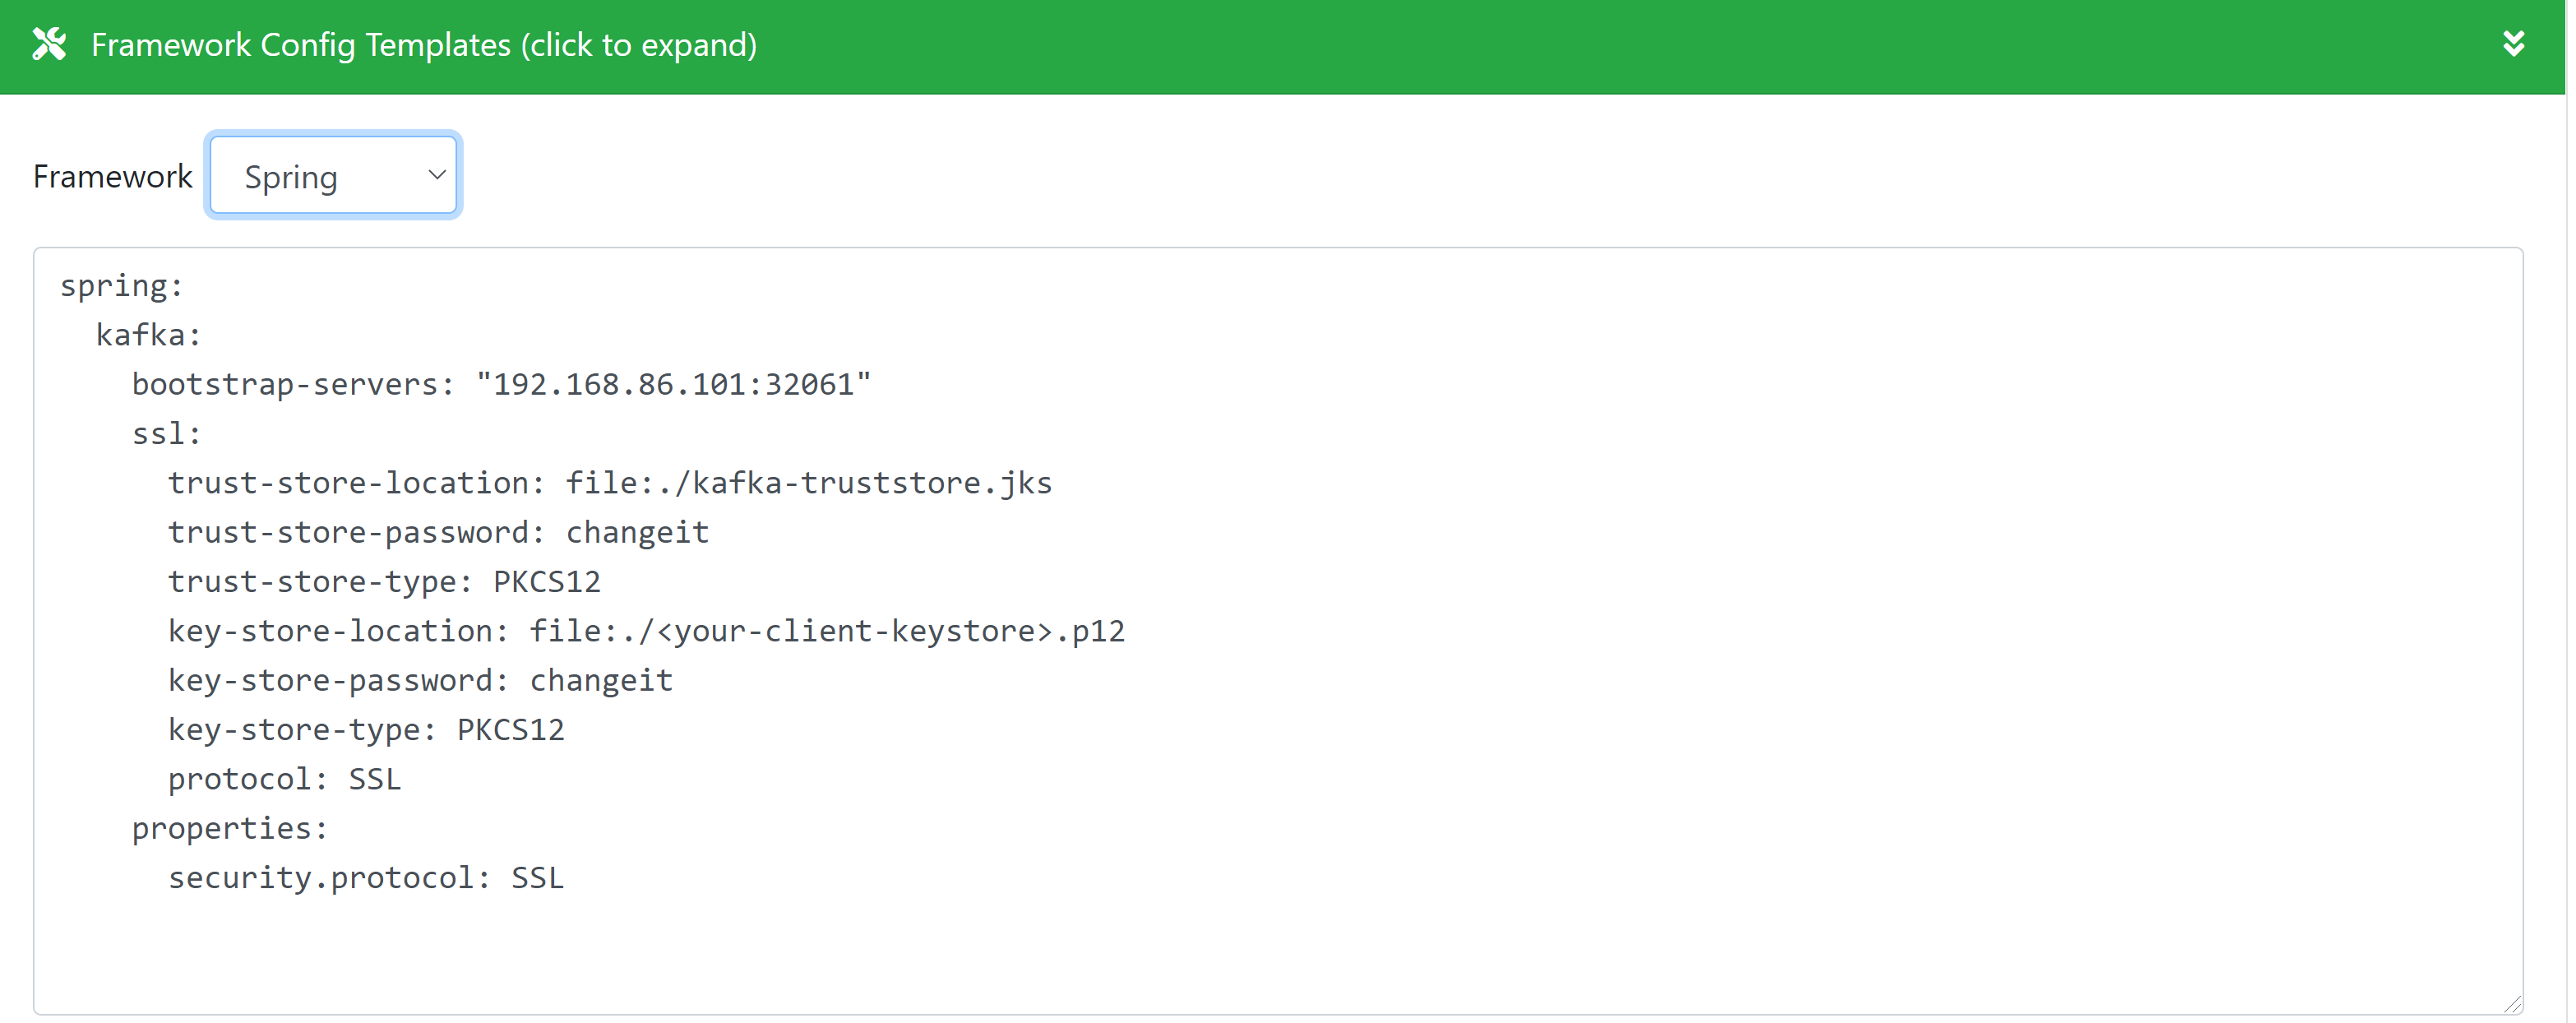 Framework Config Templates (click to expand)
Framework Spring
spring:
  kafka:
    bootstrap-servers: "192.168.86.101:32061"
    ssl:
      trust-store-location: file:./kafka-truststore.jks
      trust-store-password: changeit
      trust-store-type: PKCS12
      key-store-location: file:./<your-client-keystore>.p12
      key-store-password: changeit
      key-store-type: PKCS12
      protocol: SSL
    properties:
      security.protocol: SSL